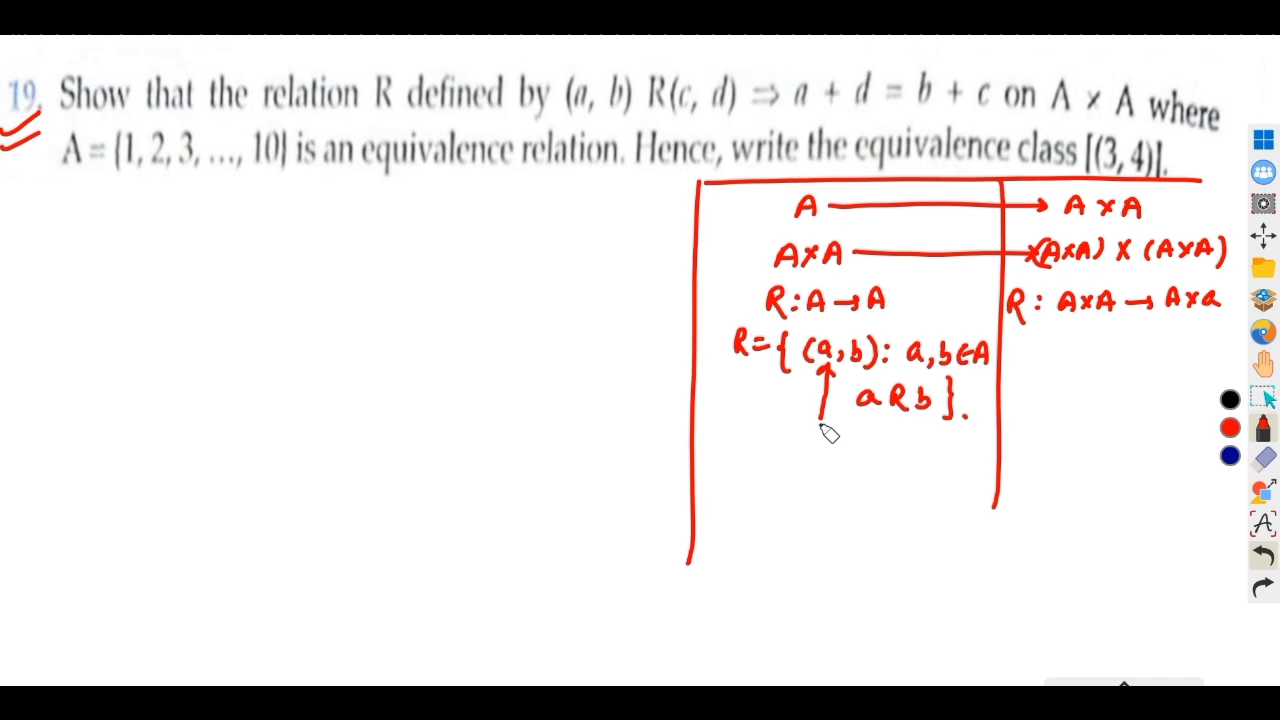 19. Show that the relation R defined by (a, b) R(c, d) ⇒ a + d = b + c on A × A where
A = {1, 2, 3, ..., 10} is an equivalence relation. Hence, write the equivalence class [(3, 4)].
A → A × A
A×A → (A×A) × (A×A)
R : A → A R : A×A → A×a
R = { (a, b) : a, b ∈ A
a R b }.